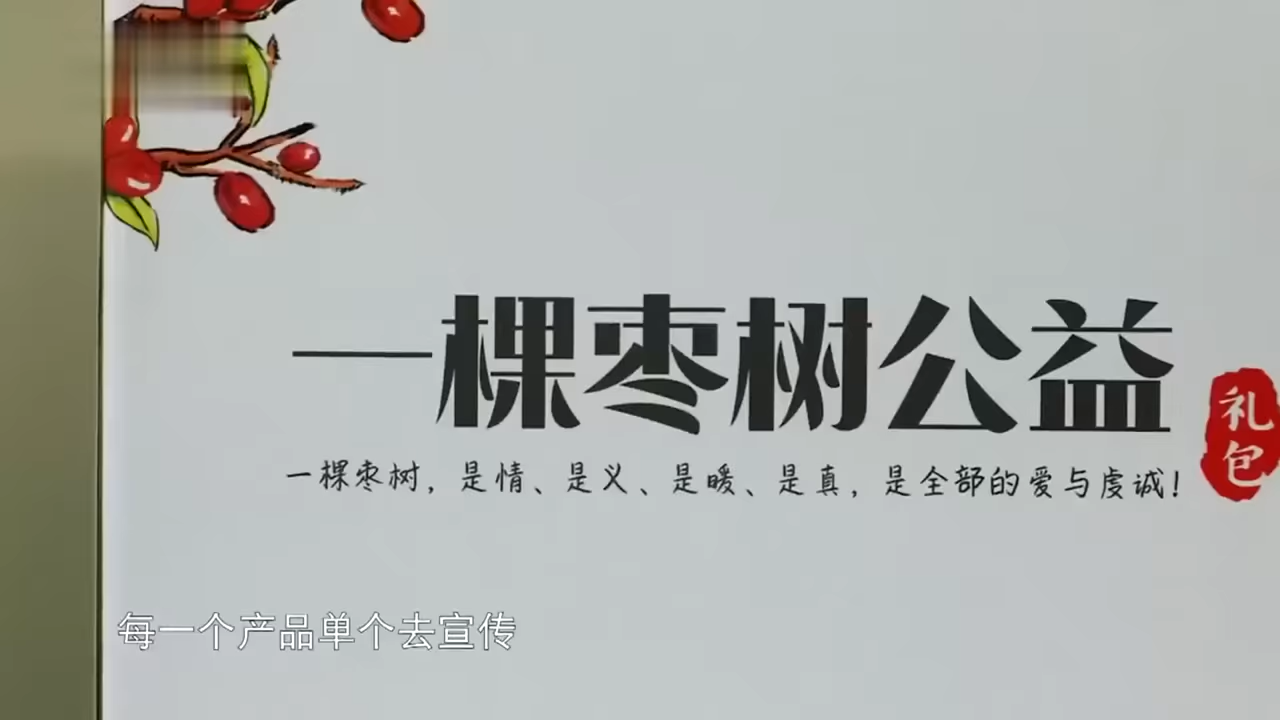 一棵枣树公益
礼包
一棵枣树，是情、是义、是暖、是真，是全部的爱与虔诚！
每一个产品单个去宣传